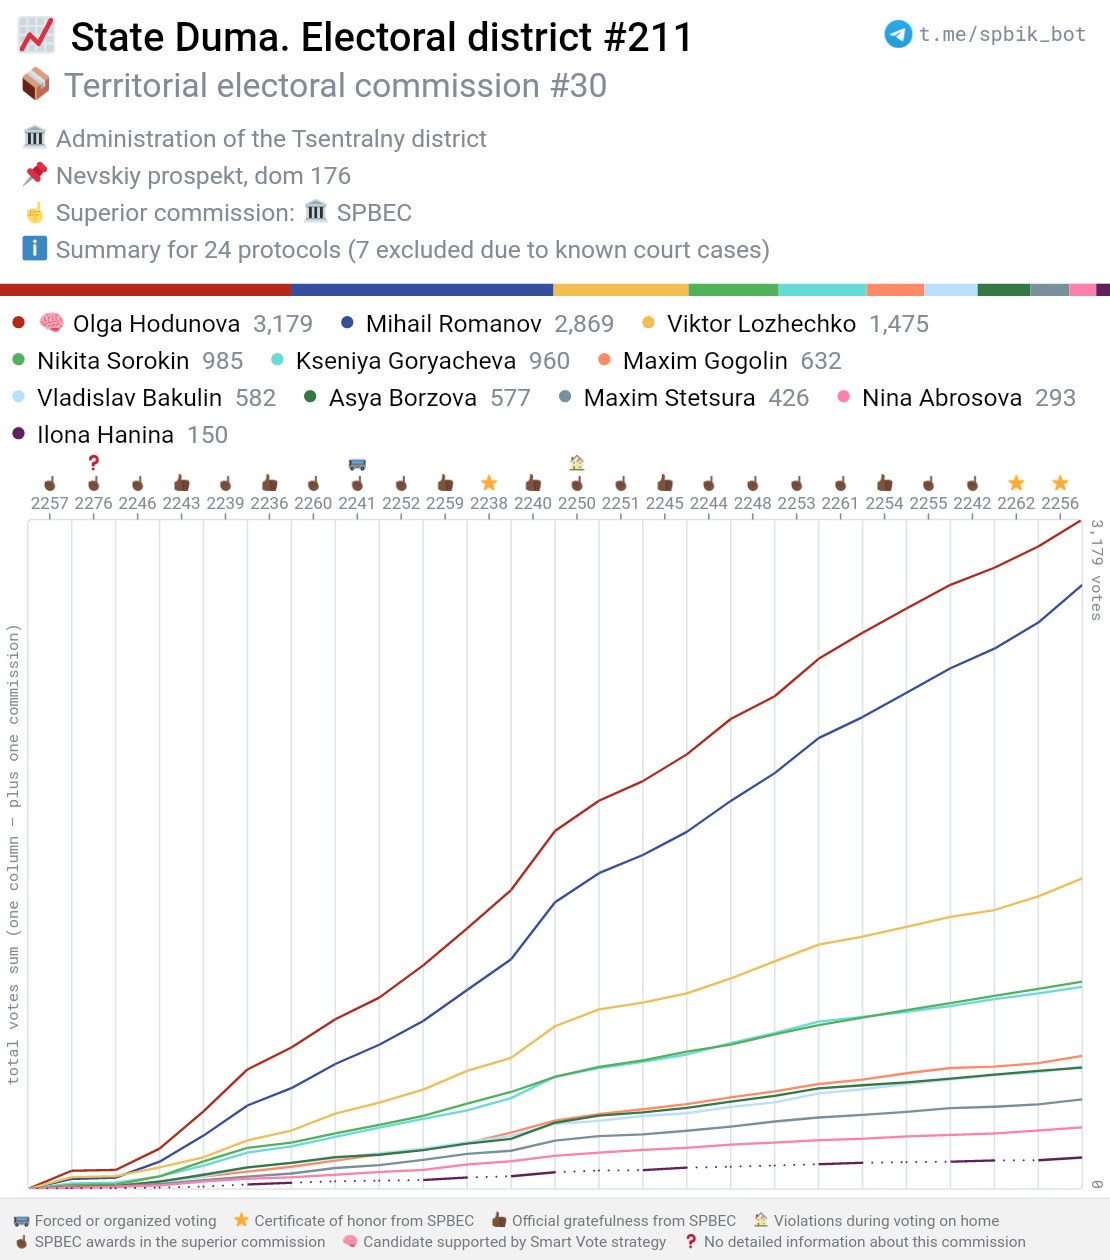 State Duma. Electoral district #211
t.me/spbik_bot
Territorial electoral commission #30
Administration of the Tsentralny district
Nevskiy prospekt, dom 176
Superior commission: SPBEC
Summary for 24 protocols (7 excluded due to known court cases)
Olga Hodunova 3,179 Mihail Romanov 2,869 Viktor Lozhechko 1,475
Nikita Sorokin 985 Kseniya Goryacheva 960 Maxim Gogolin 632
Vladislav Bakulin 582 Asya Borzova 577 Maxim Stetsura 426 Nina Abrosova 293
Ilona Hanina 150
2257 2276 2246 2243 2239 2236 2260 2241 2252 2259 2238 2240 2250 2251 2245 2244 2248 2253 2261 2254 2255 2242 2262 2256
3,179 votes
total votes sum (one column – plus one commission)
0
Forced or organized voting Certificate of honor from SPBEC Official gratefulness from SPBEC Violations during voting on home
SPBEC awards in the superior commission Candidate supported by Smart Vote strategy No detailed information about this commission